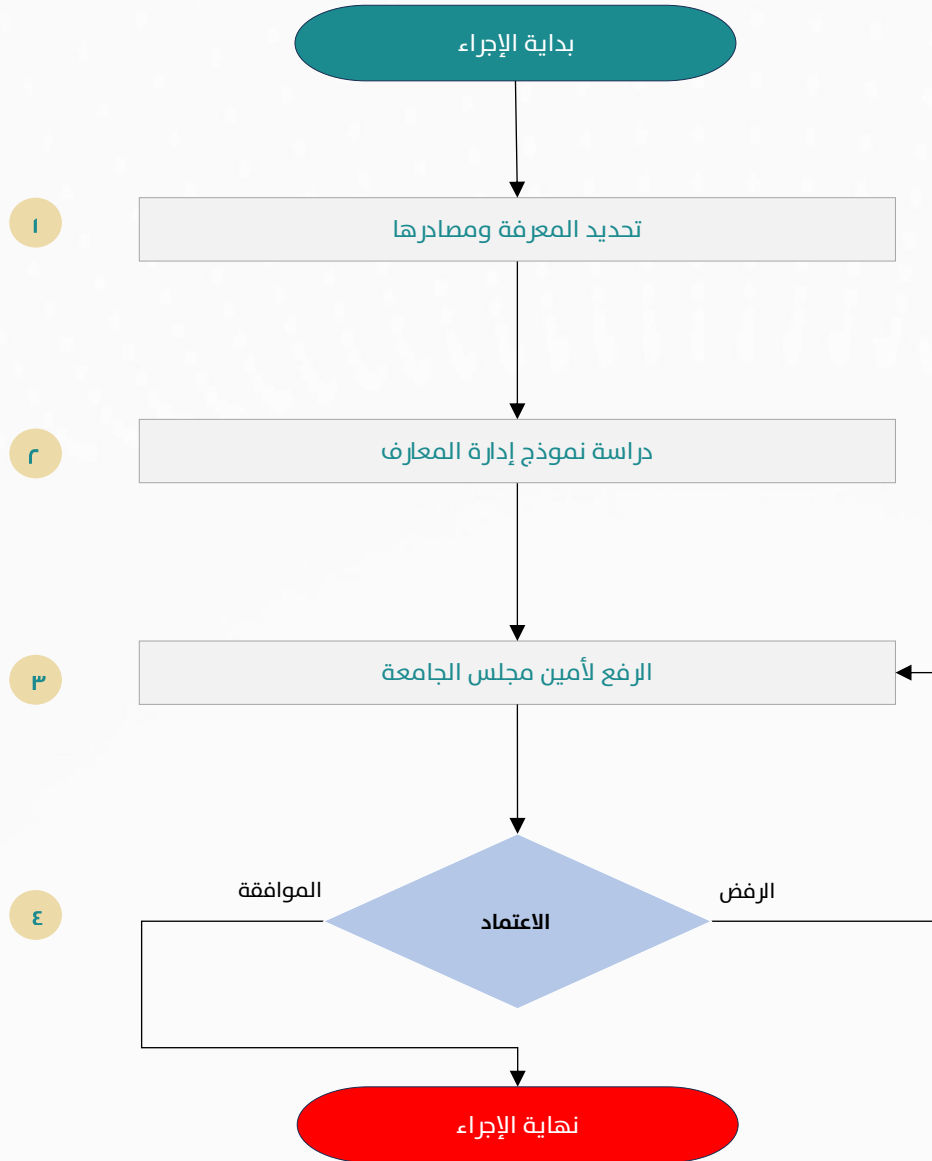 بداية الإجراء
١
تحديد المعرفة ومصادرها
٢
دراسة نموذج إدارة المعارف
٣
الرفع لأمين مجلس الجامعة
٤
الرفض
الاعتماد
الموافقة
نهاية الإجراء